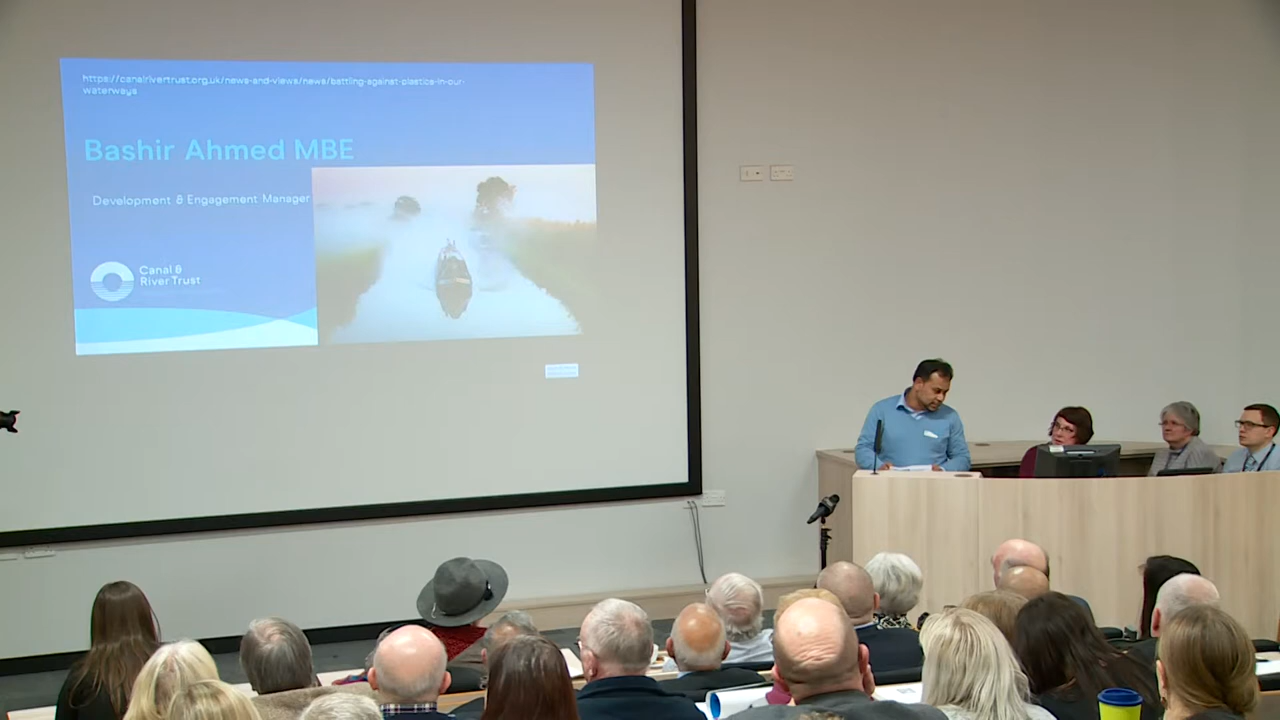 https://canalrivertrust.org.uk/news-and-views/news/battling-against-plastics-in-our-
waterways
Bashir Ahmed MBE
Development & Engagement Manager
Canal &
River Trust